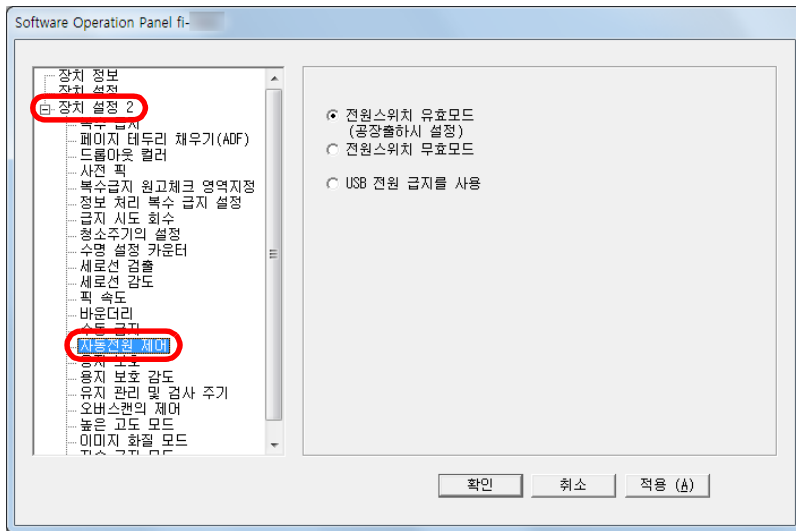 Software Operation Panel fi-
장치 정보
장치 설정
장치 설정 2
복수 급지
페이지 테두리 채우기(ADF)
드롭아웃 컬러
사전 픽
복수급지 원고체크 영역지정
정보 처리 복수 급지 설정
급지 시도 회수
청소주기의 설정
수명 설정 카운터
세로선 검출
세로선 감도
픽 속도
바운더리
수동 급지
자동전원 제어
용지 보호
용지 보호 감도
유지 관리 및 검사 주기
오버스캔의 제어
높은 고도 모드
이미지 화질 모드
전원스위치 유효모드
(공장출하시 설정)
전원스위치 무효모드
USB 전원 급지를 사용
확인
취소
적용 (A)